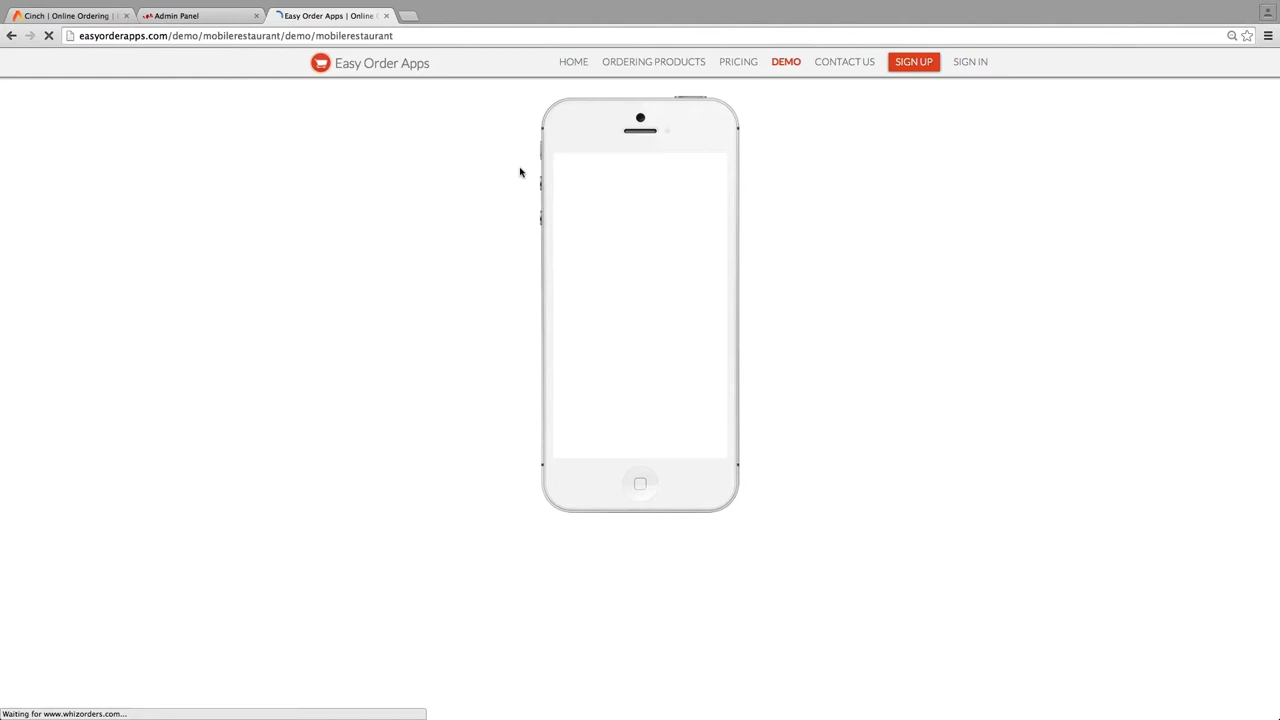 Cinch | Online Ordering |
Admin Panel
Easy Order Apps | Online
easyorderapps.com/demo/mobilerestaurant/demo/mobilerestaurant
Easy Order Apps
HOME
ORDERING PRODUCTS
PRICING
DEMO
CONTACT US
SIGN UP
SIGN IN
Waiting for www.whizorders.com...